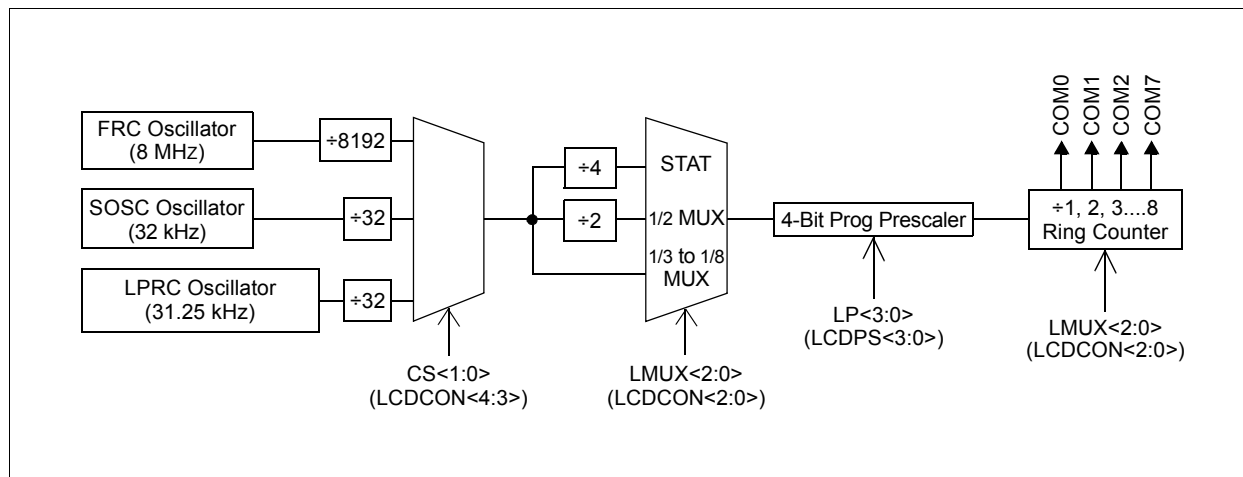 FRC Oscillator
(8 MHz)
÷8192
SOSC Oscillator
(32 kHz)
÷32
LPRC Oscillator
(31.25 kHz)
÷32
CS<1:0>
(LCDCON<4:3>)
÷4
÷2
STAT
1/2 MUX
1/3 to 1/8
MUX
LMUX<2:0>
(LCDCON<2:0>)
4-Bit Prog Prescaler
LP<3:0>
(LCDPS<3:0>)
COM0
COM1
COM2
COM7
÷1, 2, 3....8
Ring Counter
LMUX<2:0>
(LCDCON<2:0>)